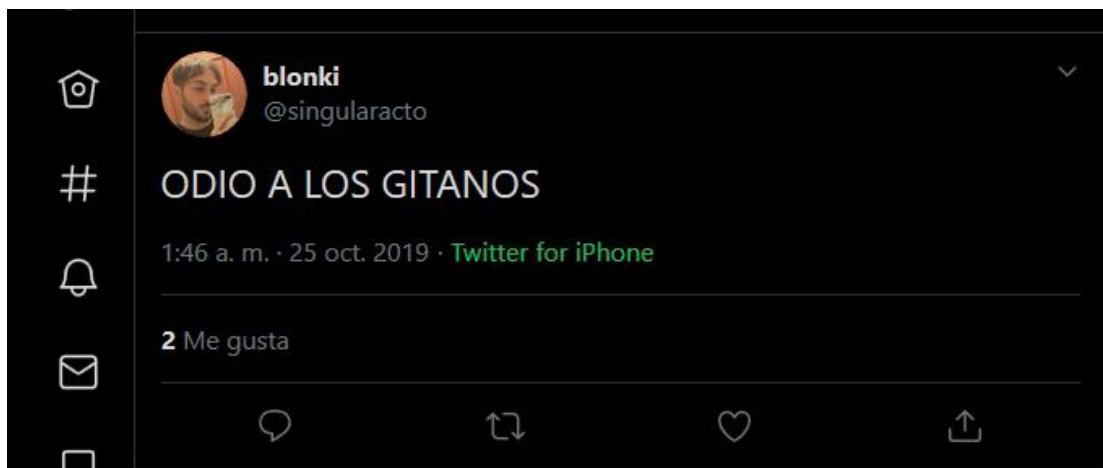 blonki
@singularacto
ODIO A LOS GITANOS
1:46 a. m. · 25 oct. 2019 · Twitter for iPhone
2 Me gusta